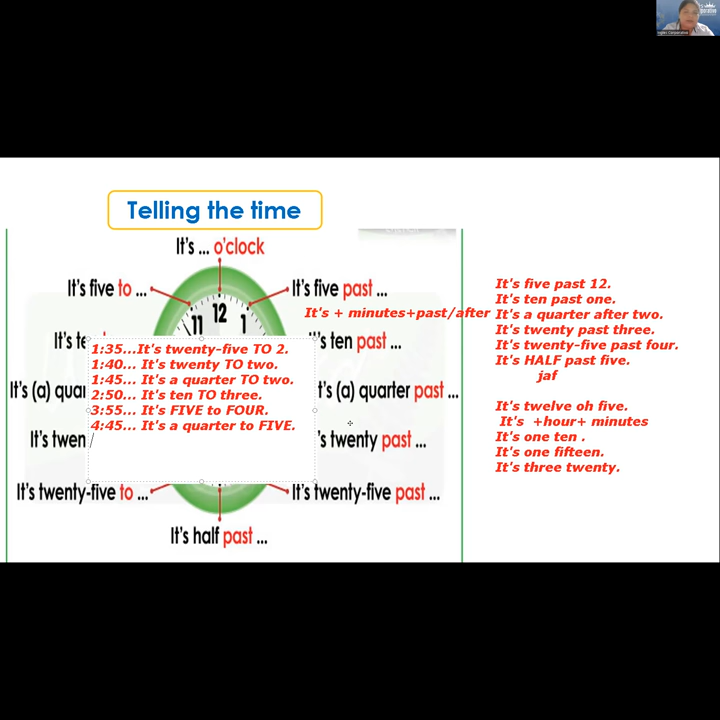 Telling the time
It's ... o'clock
It's five to ...
It's five past ...
12
11
1
It's + minutes+past/after
It's te
's ten past ...
1:35...It's twenty-five TO 2.
1:40... It's twenty TO two.
1:45... It's a quarter TO two.
2:50... It's ten TO three.
3:55... It's FIVE to FOUR.
4:45... It's a quarter to FIVE.
/
It's (a) quar
t's (a) quarter past ...
It's twen
's twenty past ...
It's twenty-five to ...
It's twenty-five past ...
It's half past ...
It's five past 12.
It's ten past one.
It's a quarter after two.
It's twenty past three.
It's twenty-five past four.
It's HALF past five.
jaf
It's twelve oh five.
It's +hour+ minutes
It's one ten .
It's one fifteen.
It's three twenty.